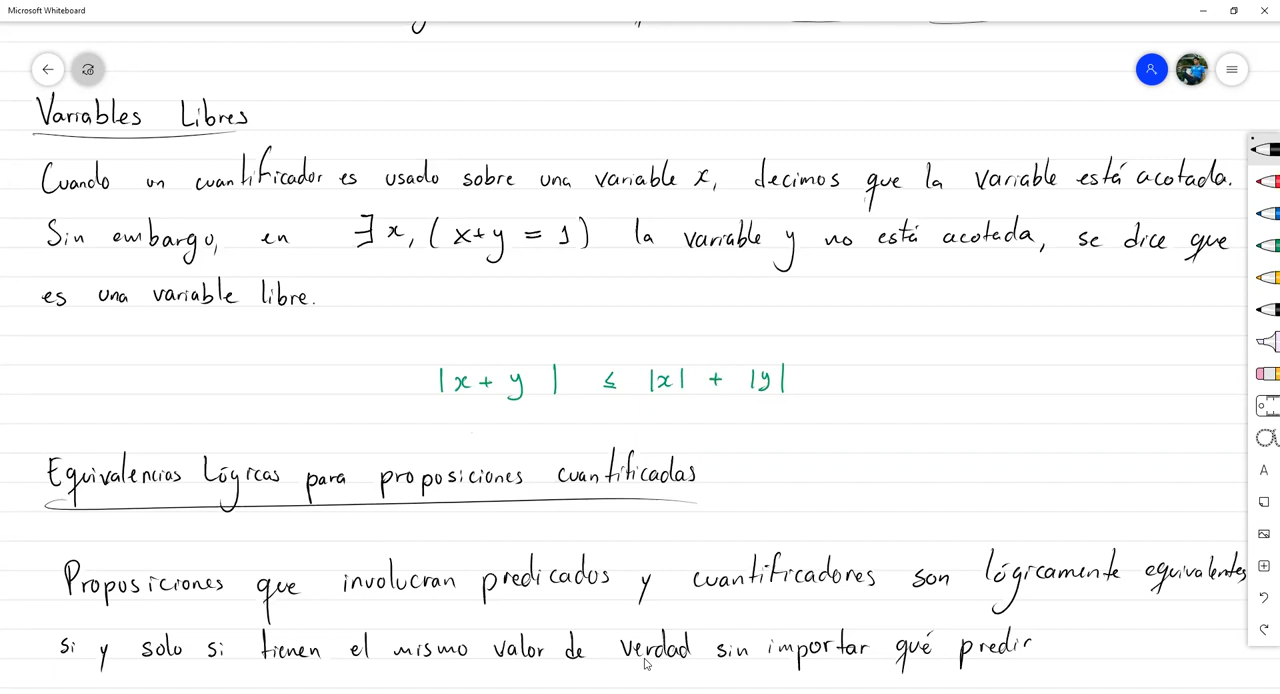 Microsoft Whiteboard
Variables Libres
Cuando un cuantificador es usado sobre una variable x, decimos que la variable está acotada.
Sin embargo, en ∃x, (x+y = 1) la variable y no está acotada, se dice que
es una variable libre.
|x + y | ≤ |x| + |y|
Equivalencias Lógicas para proposiciones cuantificadas
Proposiciones que involucran predicados y cuantificadores son lógicamente equivalentes
si y solo si tienen el mismo valor de verdad sin importar qué predic